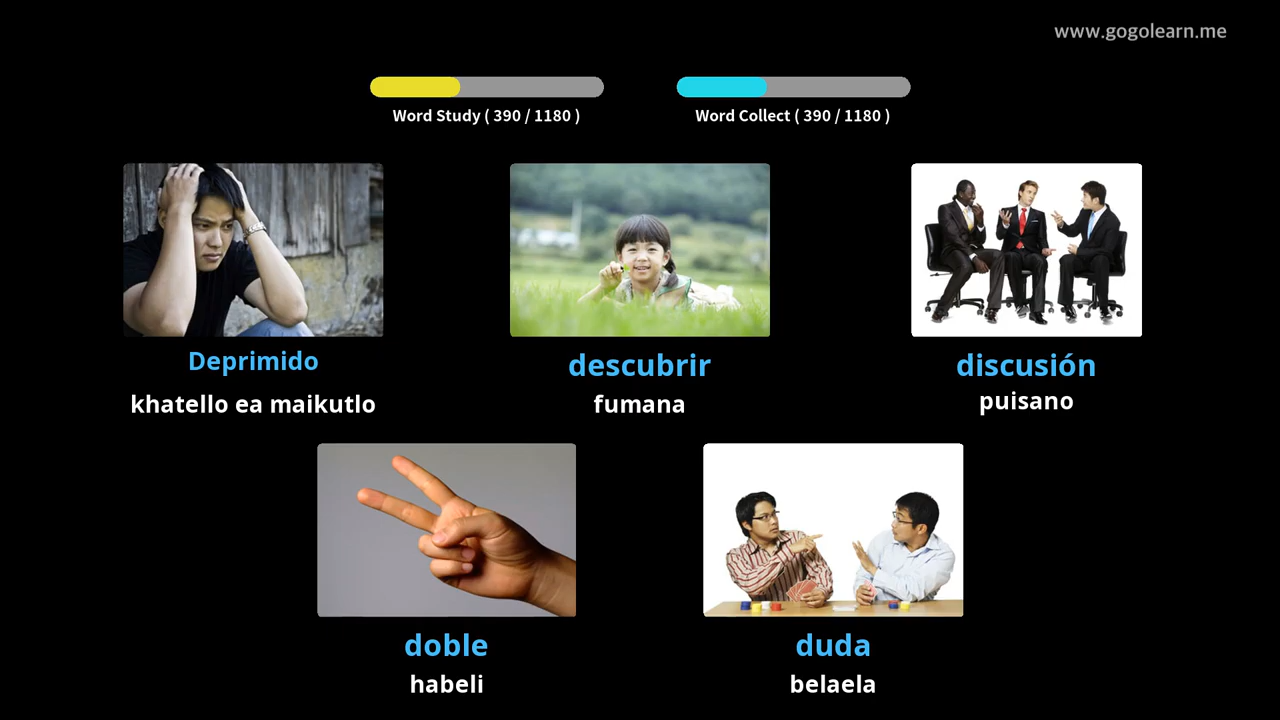 www.gogolearn.me
Word Study ( 390 / 1180 )
Word Collect ( 390 / 1180 )
Deprimido
khatello ea maikutlo
descubrir
fumana
discusión
puisano
doble
habeli
duda
belaela